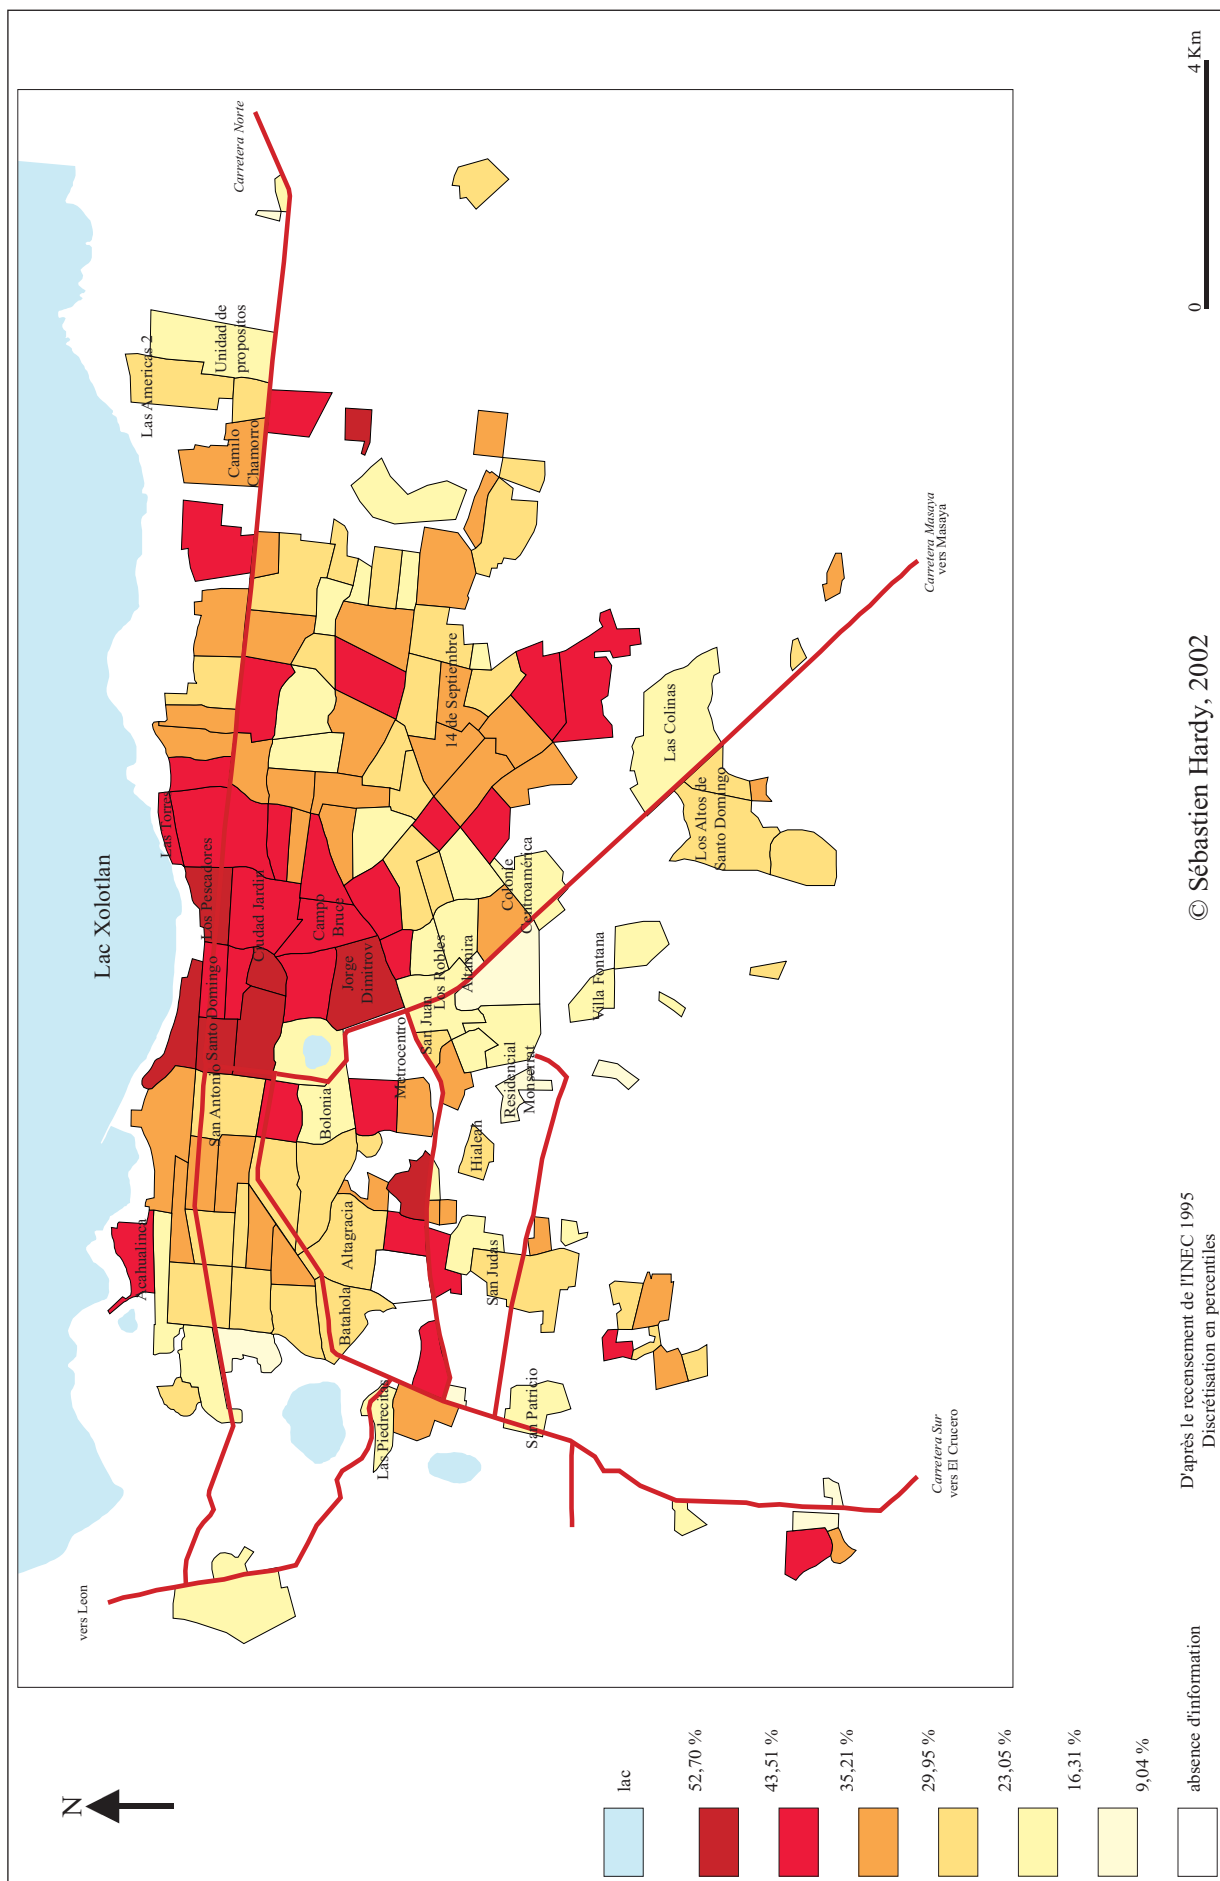 N
lac
52,70 %
43,51 %
35,21 %
29,95 %
23,05 %
16,31 %
9,04 %
absence d'information
D'après le recensement de l'INEC 1995
Discrétisation en percentiles
© Sébastien Hardy, 2002
0
4 Km
vers Leon
Lac Xolotlan
Carretera Norte
Las Americas 2
Unidad de
propositos
Camilo
Chamorro
Las Torres
Los Pescadores
Ciudad Jardin
Santo Domingo
San Antonio
Acahualinca
Campo
Bruce
Jorge
Dimitrov
Bolonia
Metrocentro
San Juan
Los Robles
Altamira
14 de Septiembre
Colonie
Centroamérica
Altagracia
Batahola
Las Piedrecitas
Hialeah
Residencial
Monserrat
San Judas
San Patricio
Villa Fontana
Las Colinas
Los Altos de
Santo Domingo
Carretera Masaya
vers Masaya
Carretera Sur
vers El Crucero